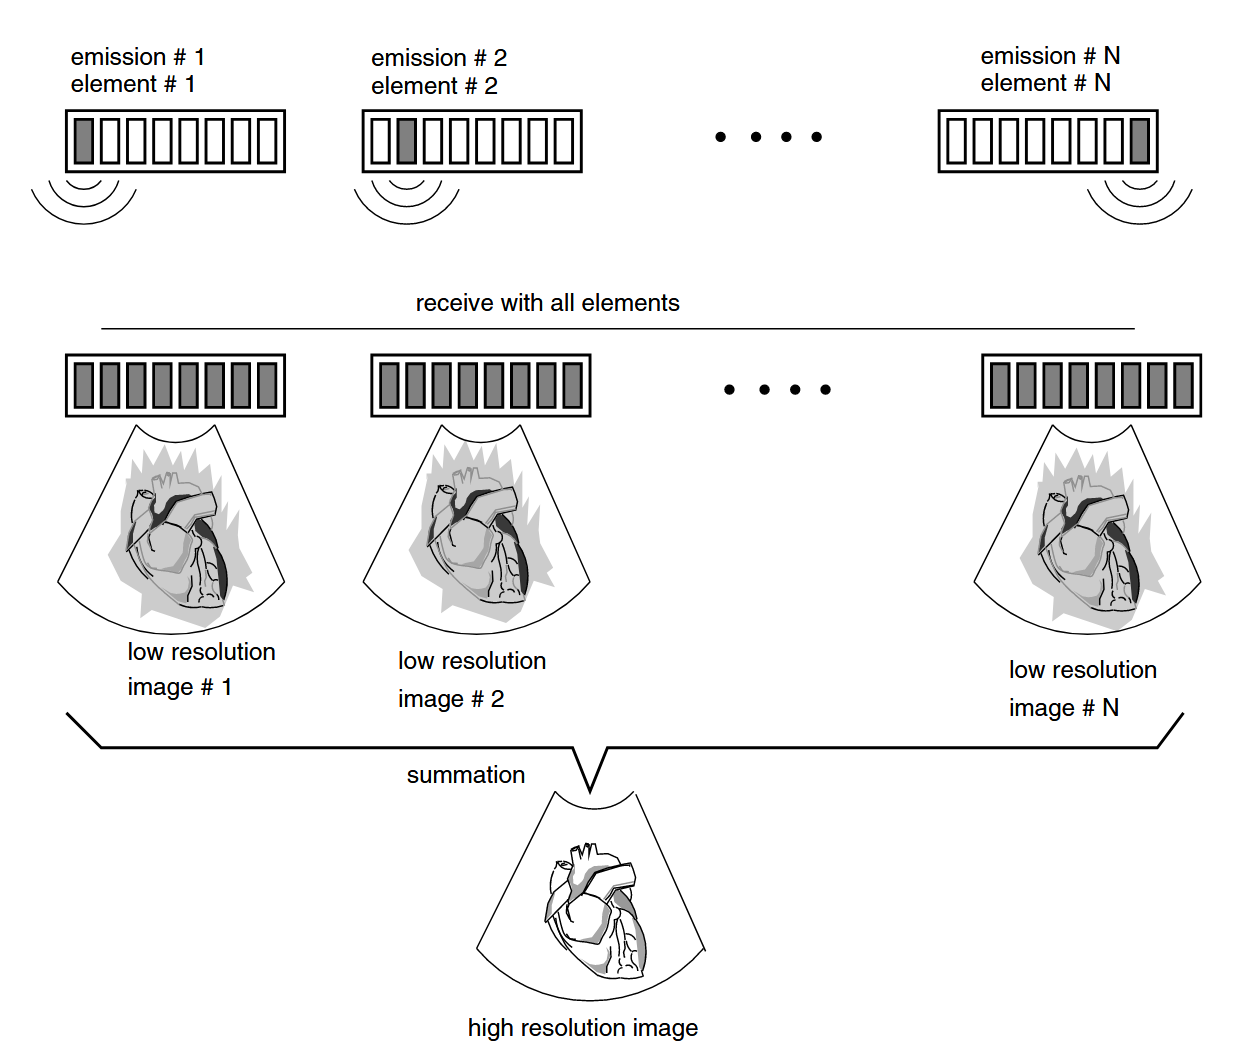 emission # 1
element # 1
emission # 2
element # 2
emission # N
element # N
receive with all elements
low resolution
image # 1
low resolution
image # 2
low resolution
image # N
summation
high resolution image